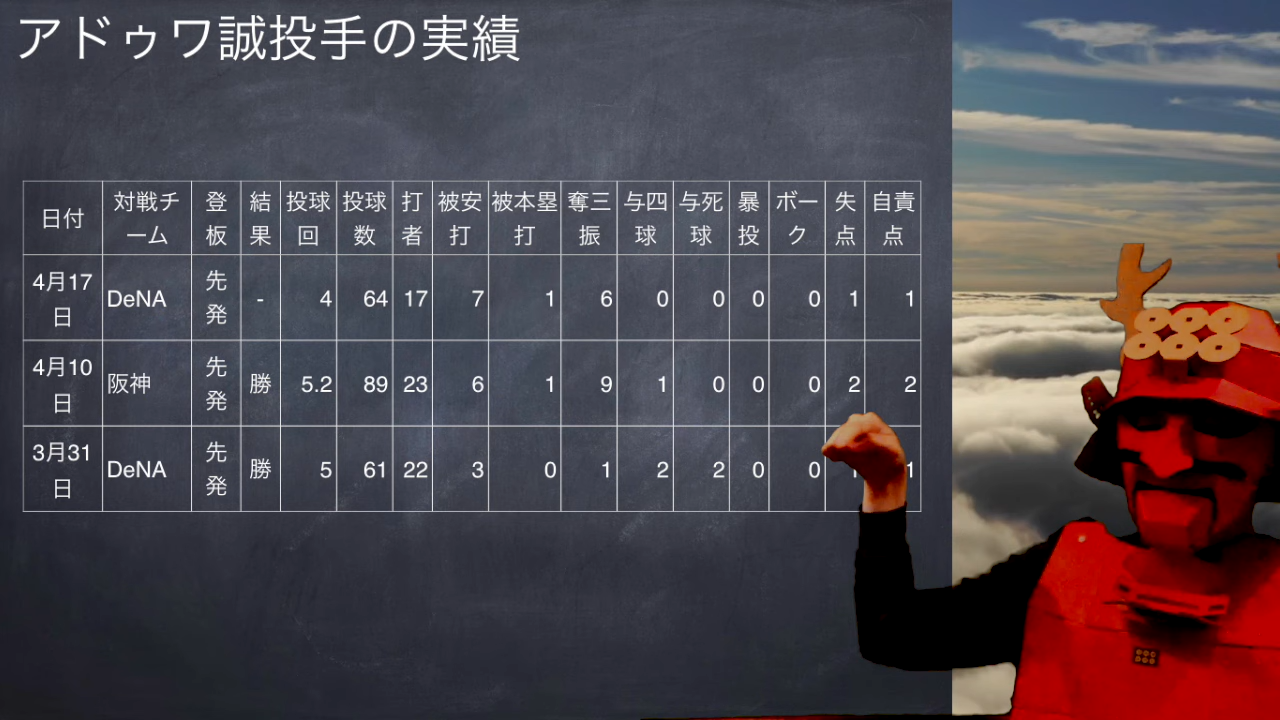 アドゥワ誠投手の実績
日付 対戦チーム 登板 結果 投球回 投球数 打者 被安打 被本塁打 奪三振 与四球 与死球 暴投 ボーク 失点 自責点
4月17日 DeNA 先発 - 4 64 17 7 1 6 0 0 0 0 1 1
4月10日 阪神 先発 勝 5.2 89 23 6 1 9 1 0 0 0 2 2
3月31日 DeNA 先発 勝 5 61 22 3 0 1 2 2 0 0 1